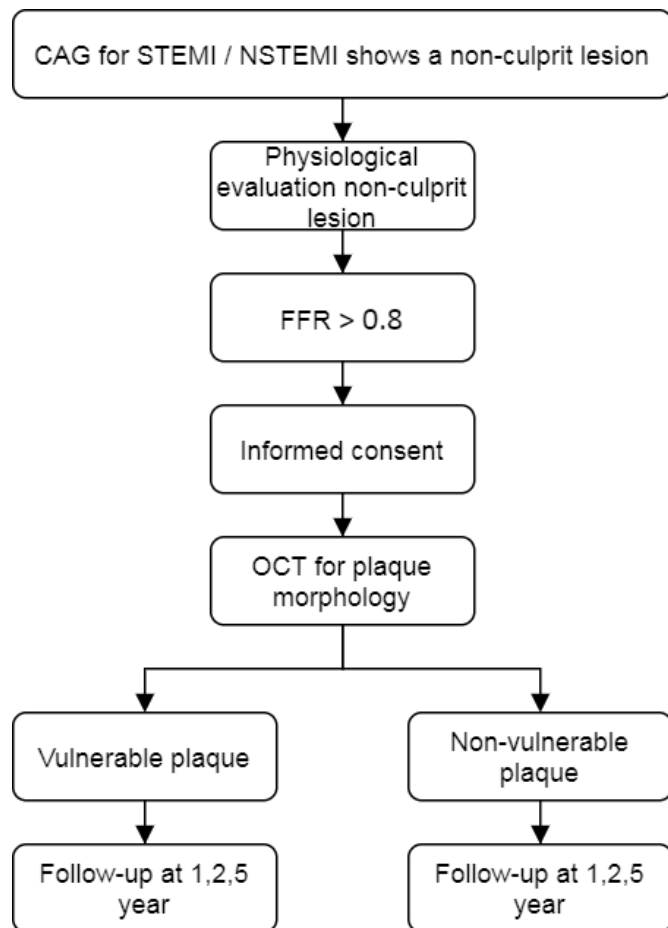 CAG for STEMI / NSTEMI shows a non-culprit lesion
Physiological
evaluation non-culprit
lesion
FFR > 0.8
Informed consent
OCT for plaque
morphology
Vulnerable plaque
Non-vulnerable
plaque
Follow-up at 1,2,5
year
Follow-up at 1,2,5
year